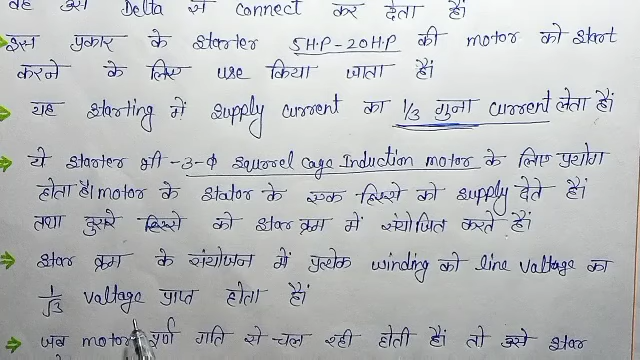 वह उसे Delta से connect कर देता हैं।
इस प्रकार के starter 5H.P-20H.P की motor को start
करने के लिए use किया जाता हैं।
यह starting में supply current का 1/3 गुना current लेता हैं।
ये starter भी -3-Φ squirrel cage Induction motor के लिए प्रयोग
होता है। motor के stator के एक हिस्से को supply देते हैं।
तथा दुसरे हिस्से को star क्रम में संयोजित करते हैं।
star क्रम के संयोजन में प्रत्येक winding को line voltage का
1/√3 voltage प्राप्त होता हैं।
जब motor पूर्ण गति से चल रही होती हैं तो उसे star